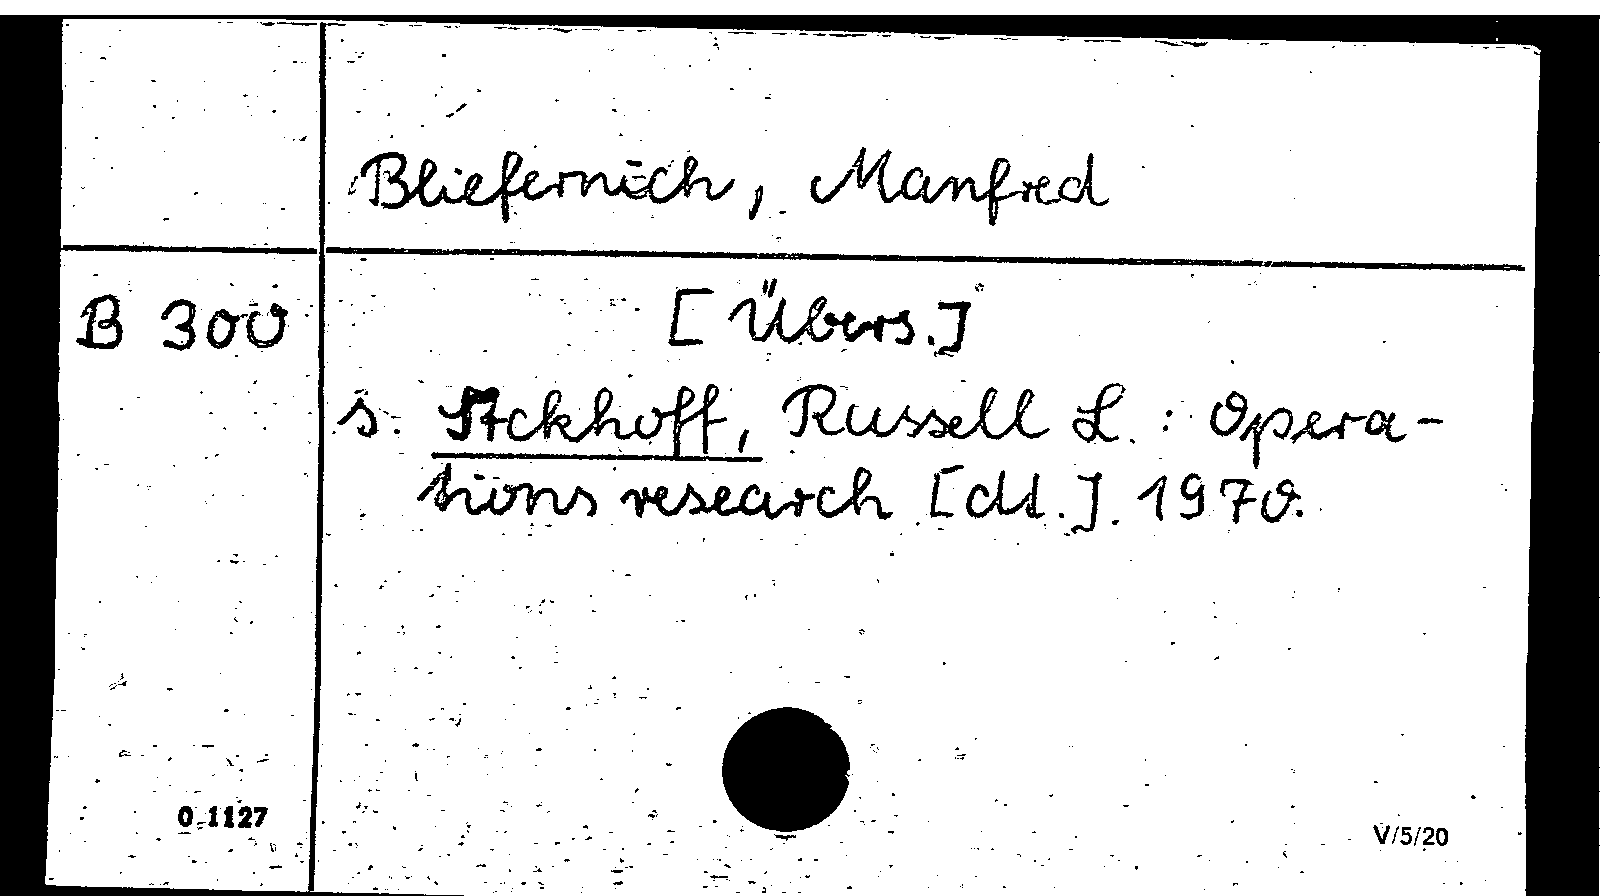 Bliefernich, Manfred
B 300
[Übers.]
s. Ackhoff, Russell L. : Opera-
tions research [dt.]. 1970.
0 1127
V/5/20